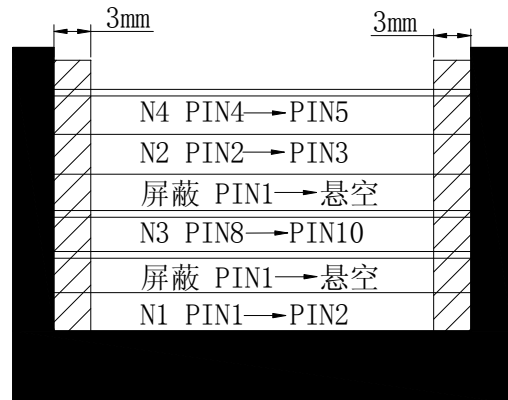 3mm 3mm
N4 PIN4→PIN5
N2 PIN2→PIN3
屏蔽 PIN1→悬空
N3 PIN8→PIN10
屏蔽 PIN1→悬空
N1 PIN1→PIN2